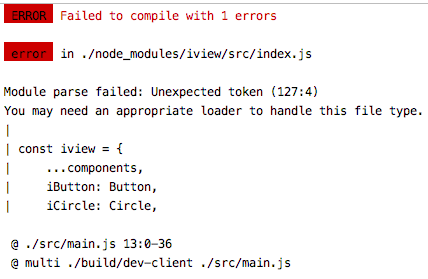 ERROR Failed to compile with 1 errors
error in ./node_modules/iview/src/index.js
Module parse failed: Unexpected token (127:4)
You may need an appropriate loader to handle this file type.
|
| const iview = {
|     ...components,
|     iButton: Button,
|     iCircle: Circle,
@ ./src/main.js 13:0-36
@ multi ./build/dev-client ./src/main.js